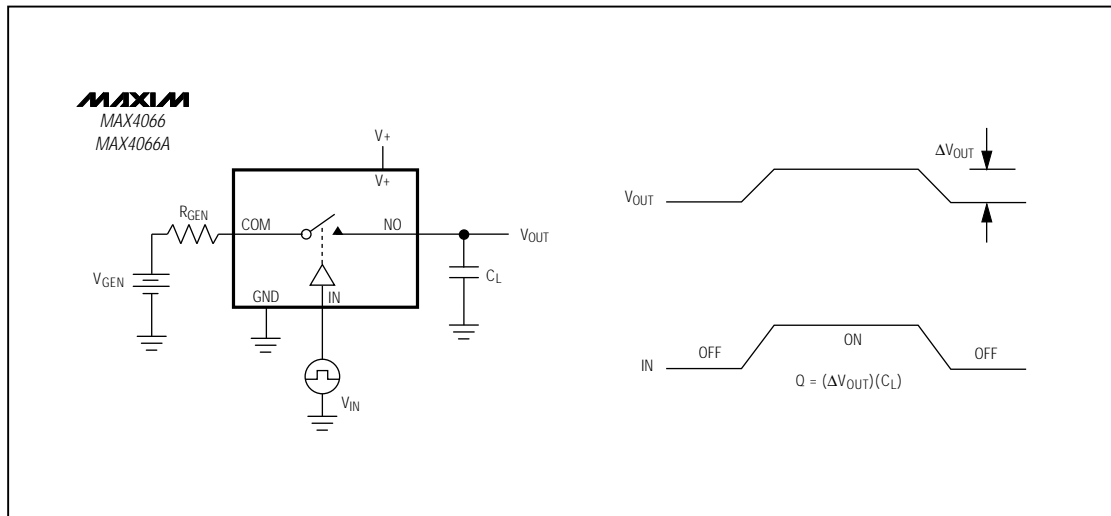 MAXIM
MAX4066
MAX4066A
V+
V+
RGEN
COM
NO
VOUT
VGEN
CL
GND
IN
VIN
ΔVOUT
VOUT
OFF
ON
OFF
IN
Q = (ΔVOUT)(CL)